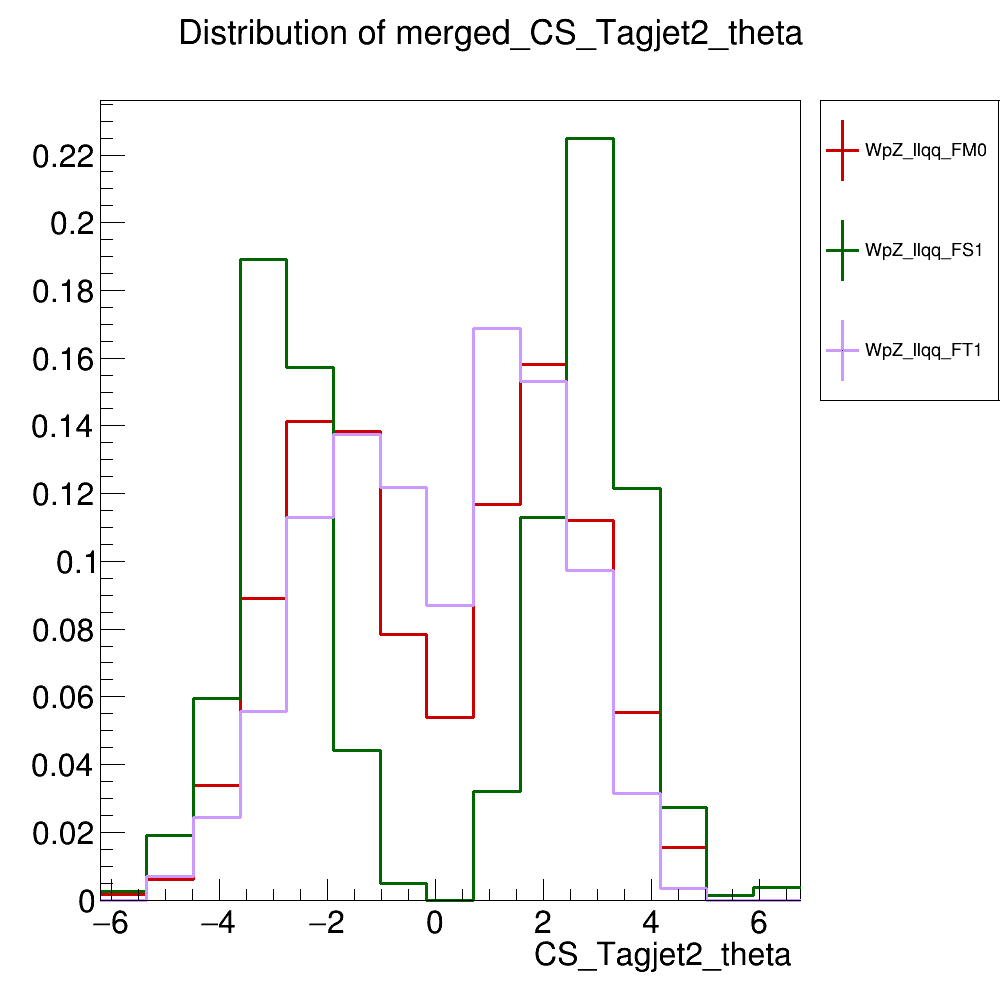 Distribution of merged_CS_Tagjet2_theta
WpZ_llqq_FM0
WpZ_llqq_FS1
WpZ_llqq_FT1
0.22
0.2
0.18
0.16
0.14
0.12
0.1
0.08
0.06
0.04
0.02
0
−6 −4 −2 0 2 4 6
CS_Tagjet2_theta